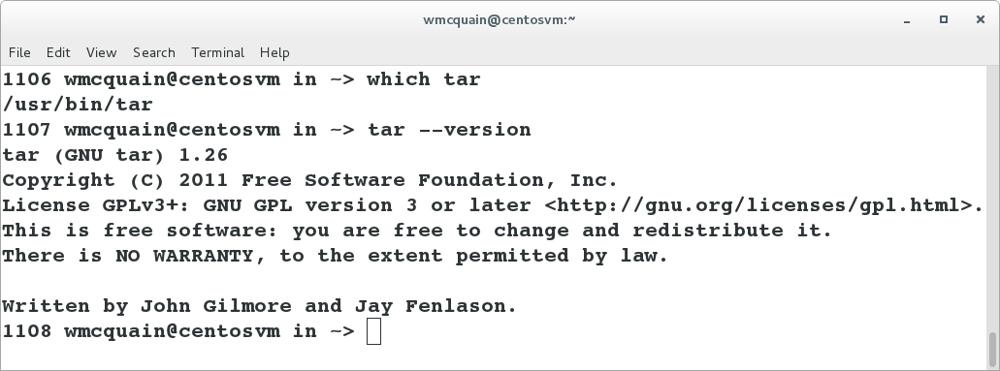 wmcquain@centosvm:~
File Edit View Search Terminal Help
1106 wmcquain@centosvm in ~> which tar
/usr/bin/tar
1107 wmcquain@centosvm in ~> tar --version
tar (GNU tar) 1.26
Copyright (C) 2011 Free Software Foundation, Inc.
License GPLv3+: GNU GPL version 3 or later <http://gnu.org/licenses/gpl.html>.
This is free software: you are free to change and redistribute it.
There is NO WARRANTY, to the extent permitted by law.

Written by John Gilmore and Jay Fenlason.
1108 wmcquain@centosvm in ~>